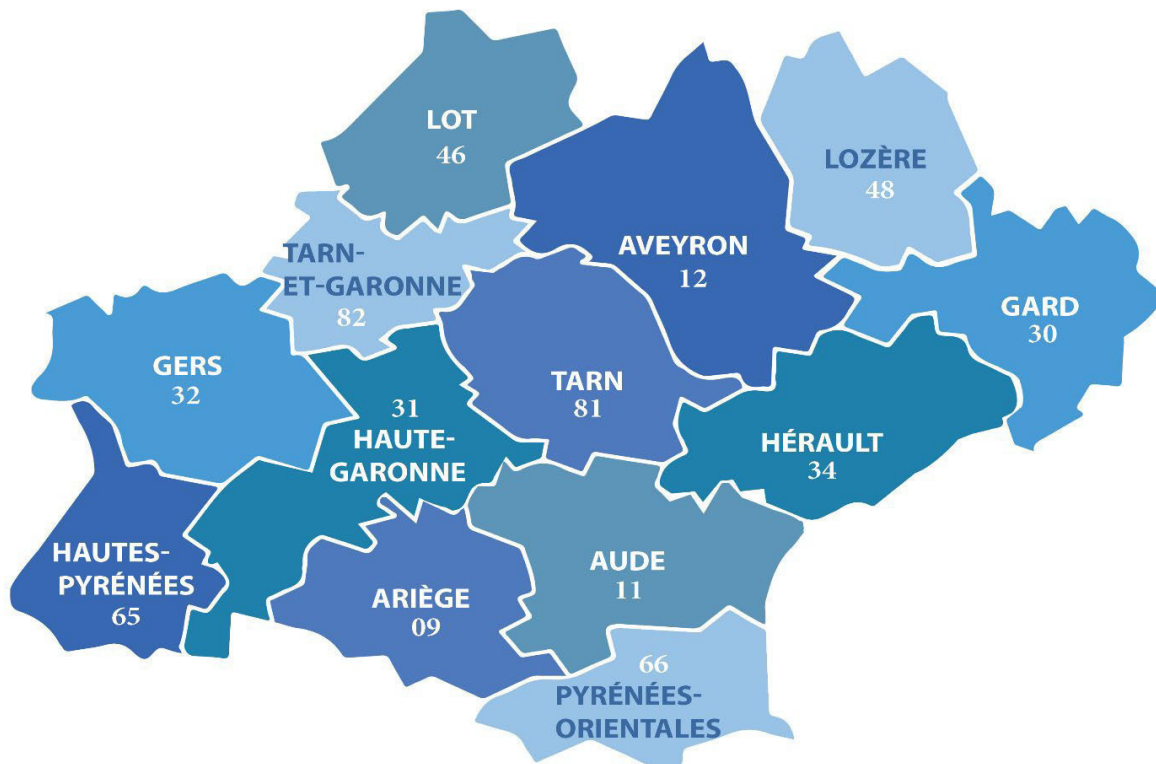 LOT
46
LOZÈRE
48
AVEYRON
12
TARN-
ET-GARONNE
82
GARD
30
GERS
32
TARN
81
31
HAUTE-
GARONNE
HÉRAULT
34
HAUTES-
PYRÉNÉES
65
AUDE
11
ARIÈGE
09
66
PYRÉNÉES-
ORIENTALES